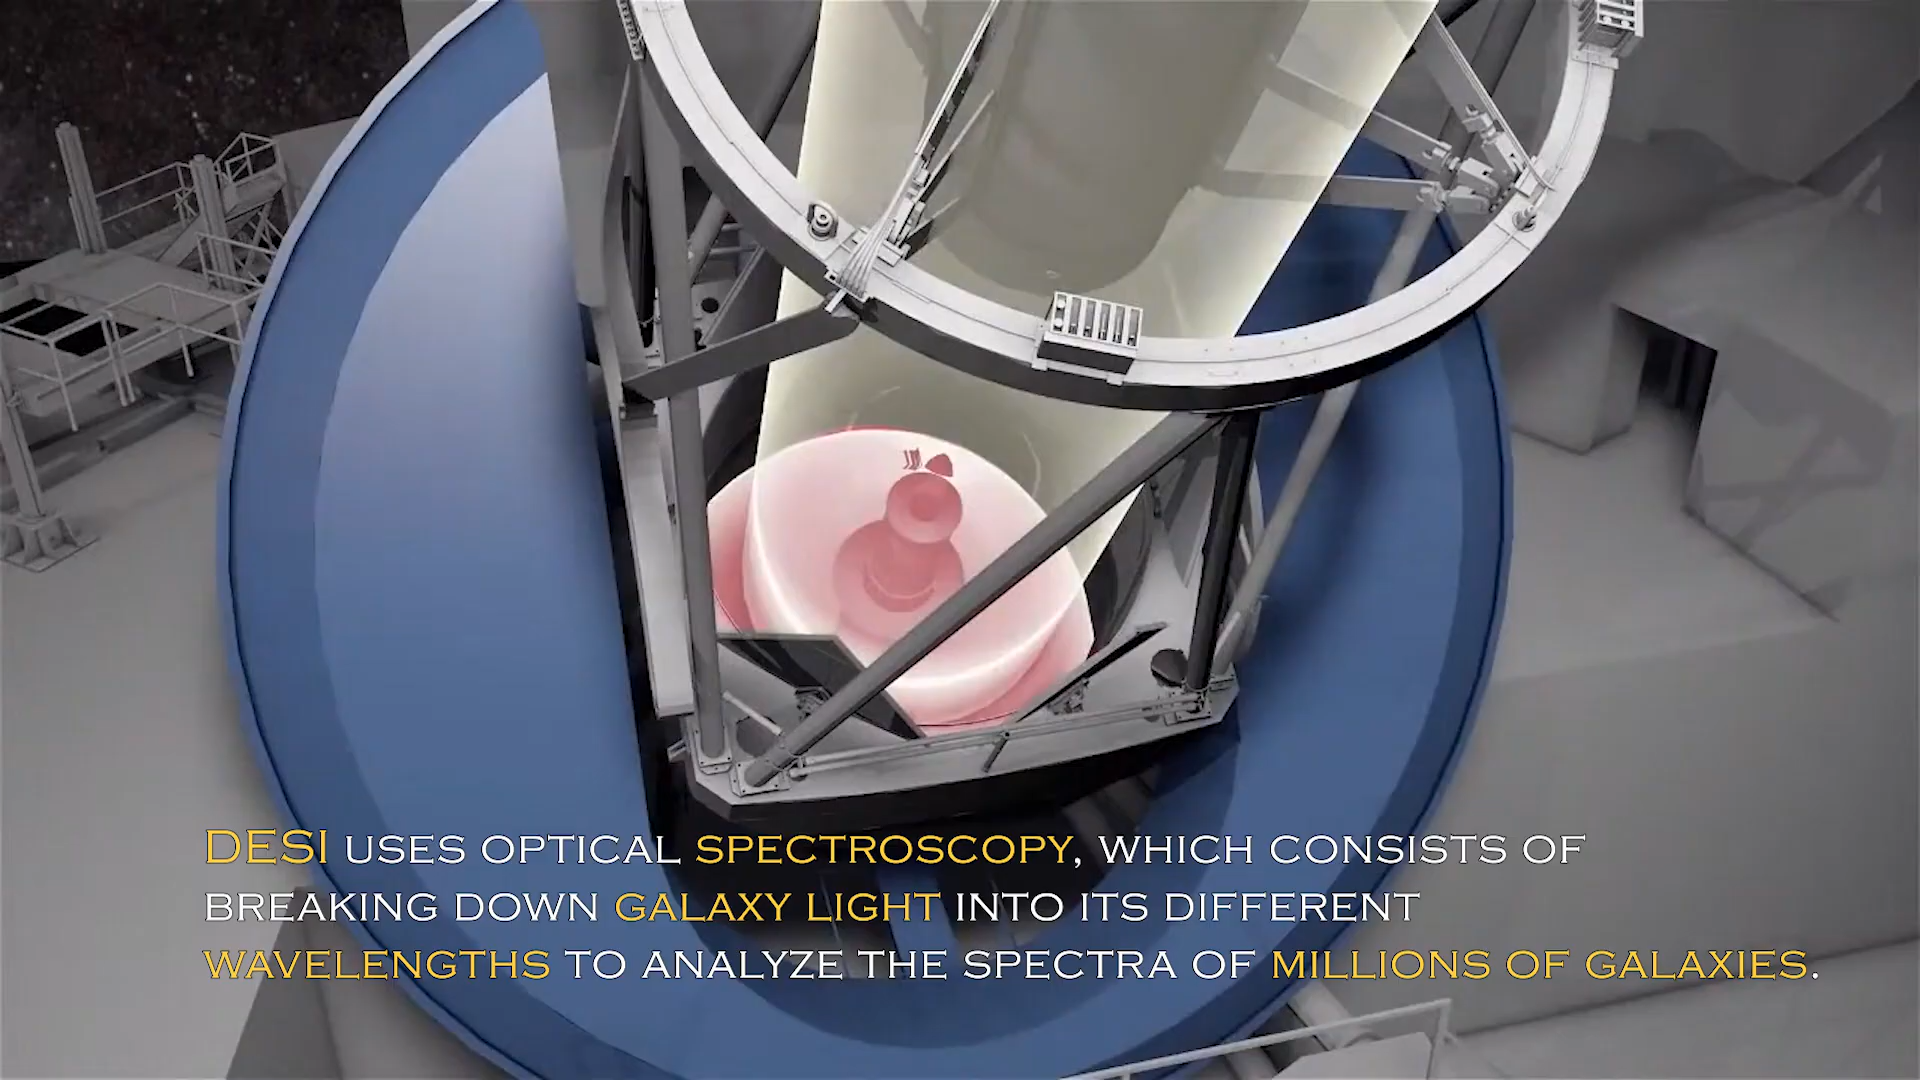 DESI USES OPTICAL SPECTROSCOPY, WHICH CONSISTS OF
BREAKING DOWN GALAXY LIGHT INTO ITS DIFFERENT
WAVELENGTHS TO ANALYZE THE SPECTRA OF MILLIONS OF GALAXIES.